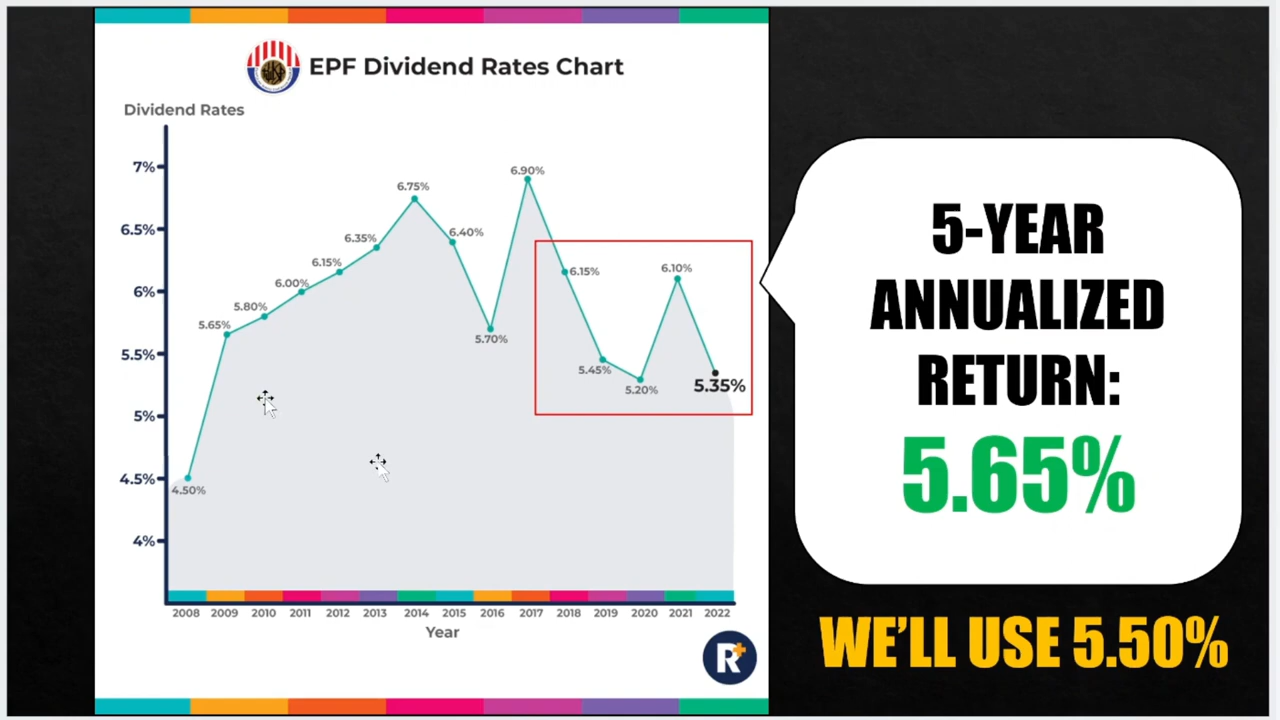 EPF Dividend Rates Chart
Dividend Rates
7%
6.5%
6%
5.5%
5%
4.5%
4%
4.50%
5.65%
5.80%
6.00%
6.15%
6.35%
6.75%
6.40%
5.70%
6.90%
6.15%
5.45%
5.20%
6.10%
5.35%
2008 2009 2010 2011 2012 2013 2014 2015 2016 2017 2018 2019 2020 2021 2022
Year
R+
5-YEAR
ANNUALIZED
RETURN:
5.65%
WE'LL USE 5.50%